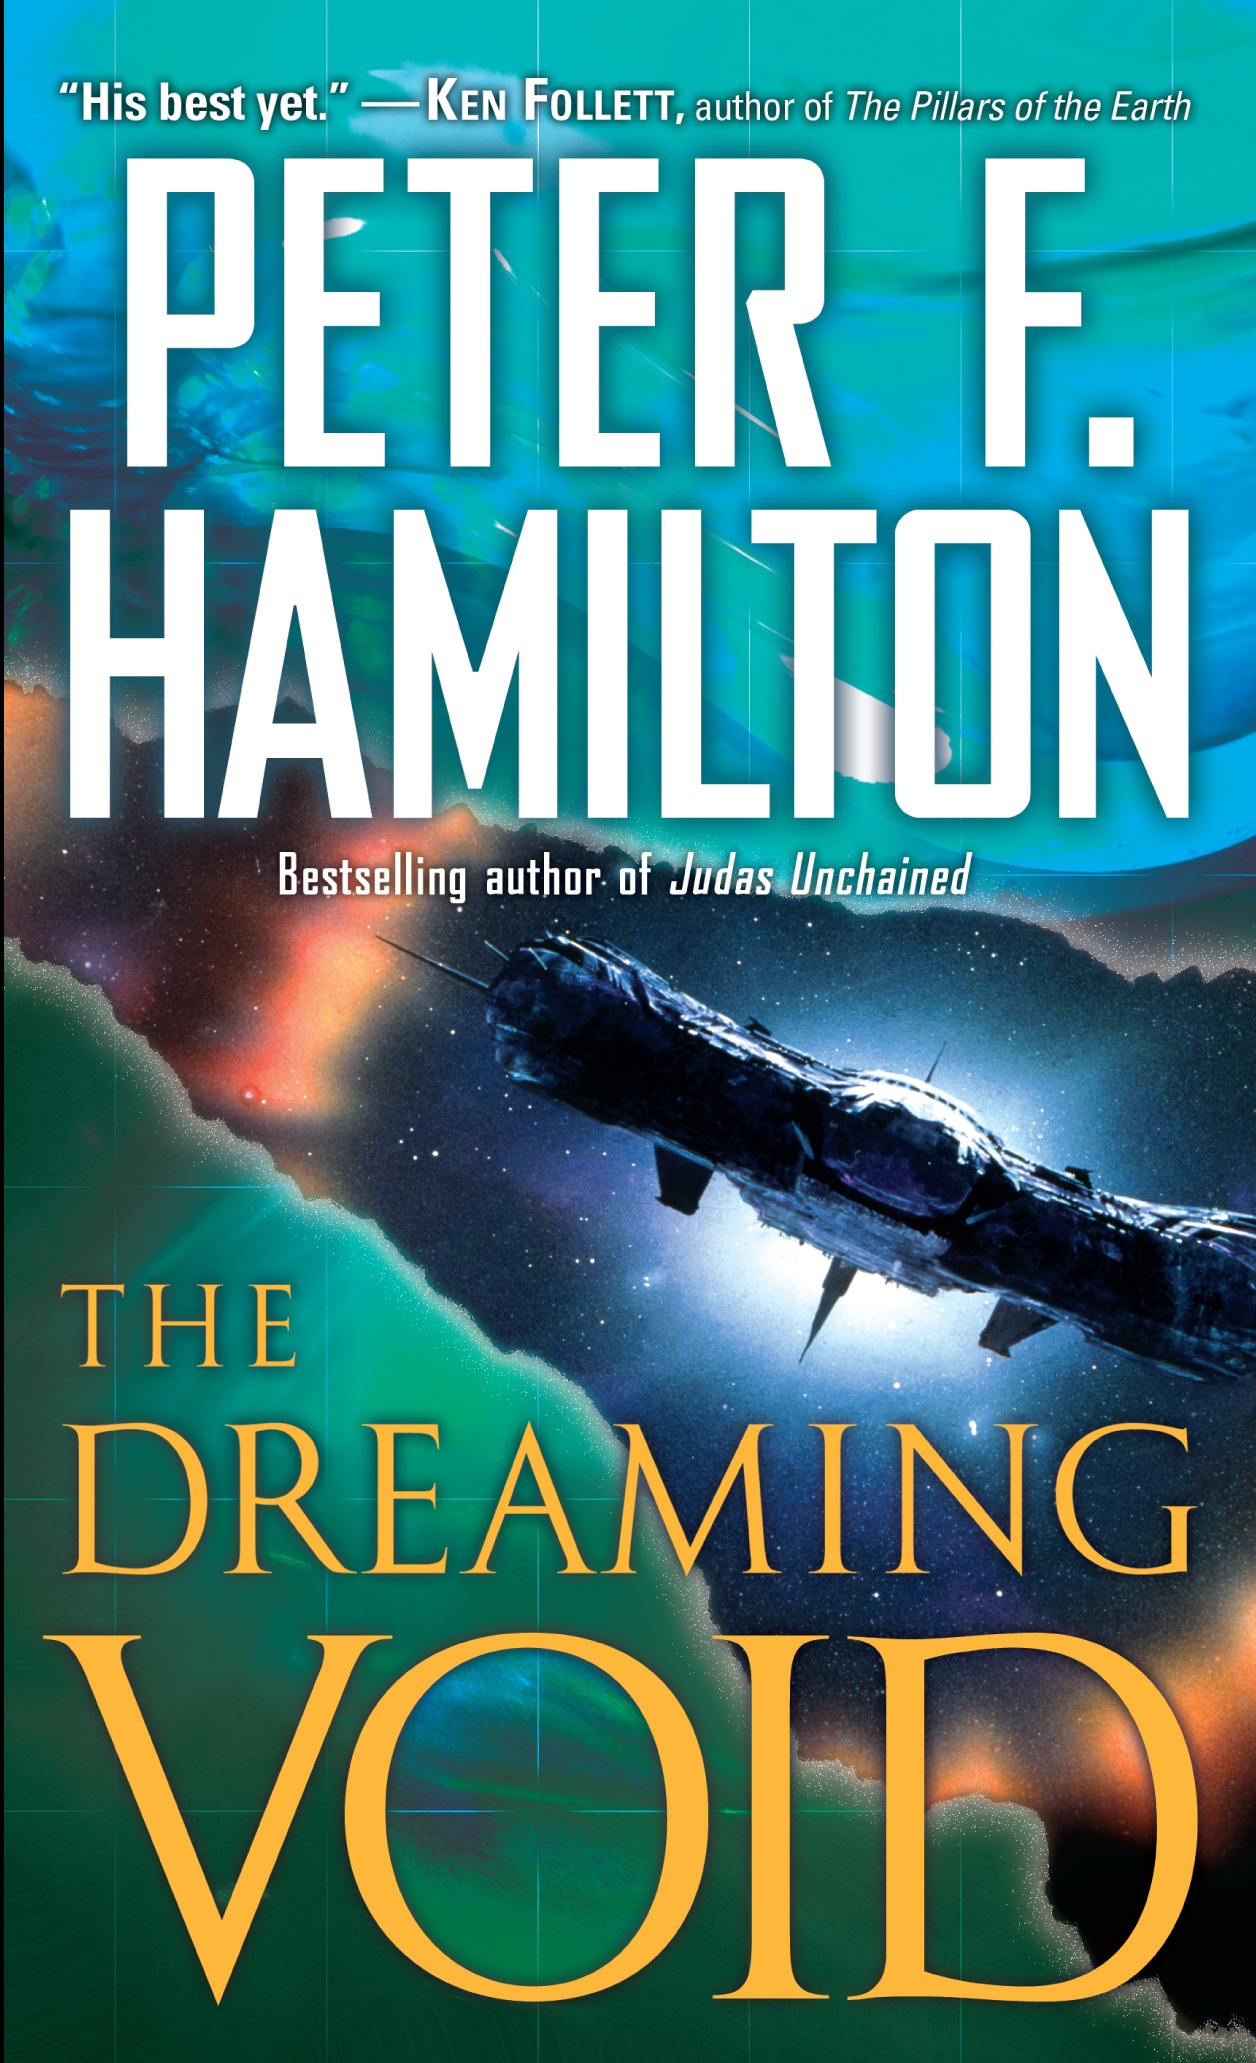 “His best yet.” —KEN FOLLETT, author of The Pillars of the Earth
PETER F.
HAMILTON
Bestselling author of Judas Unchained
THE
DREAMING
VOID